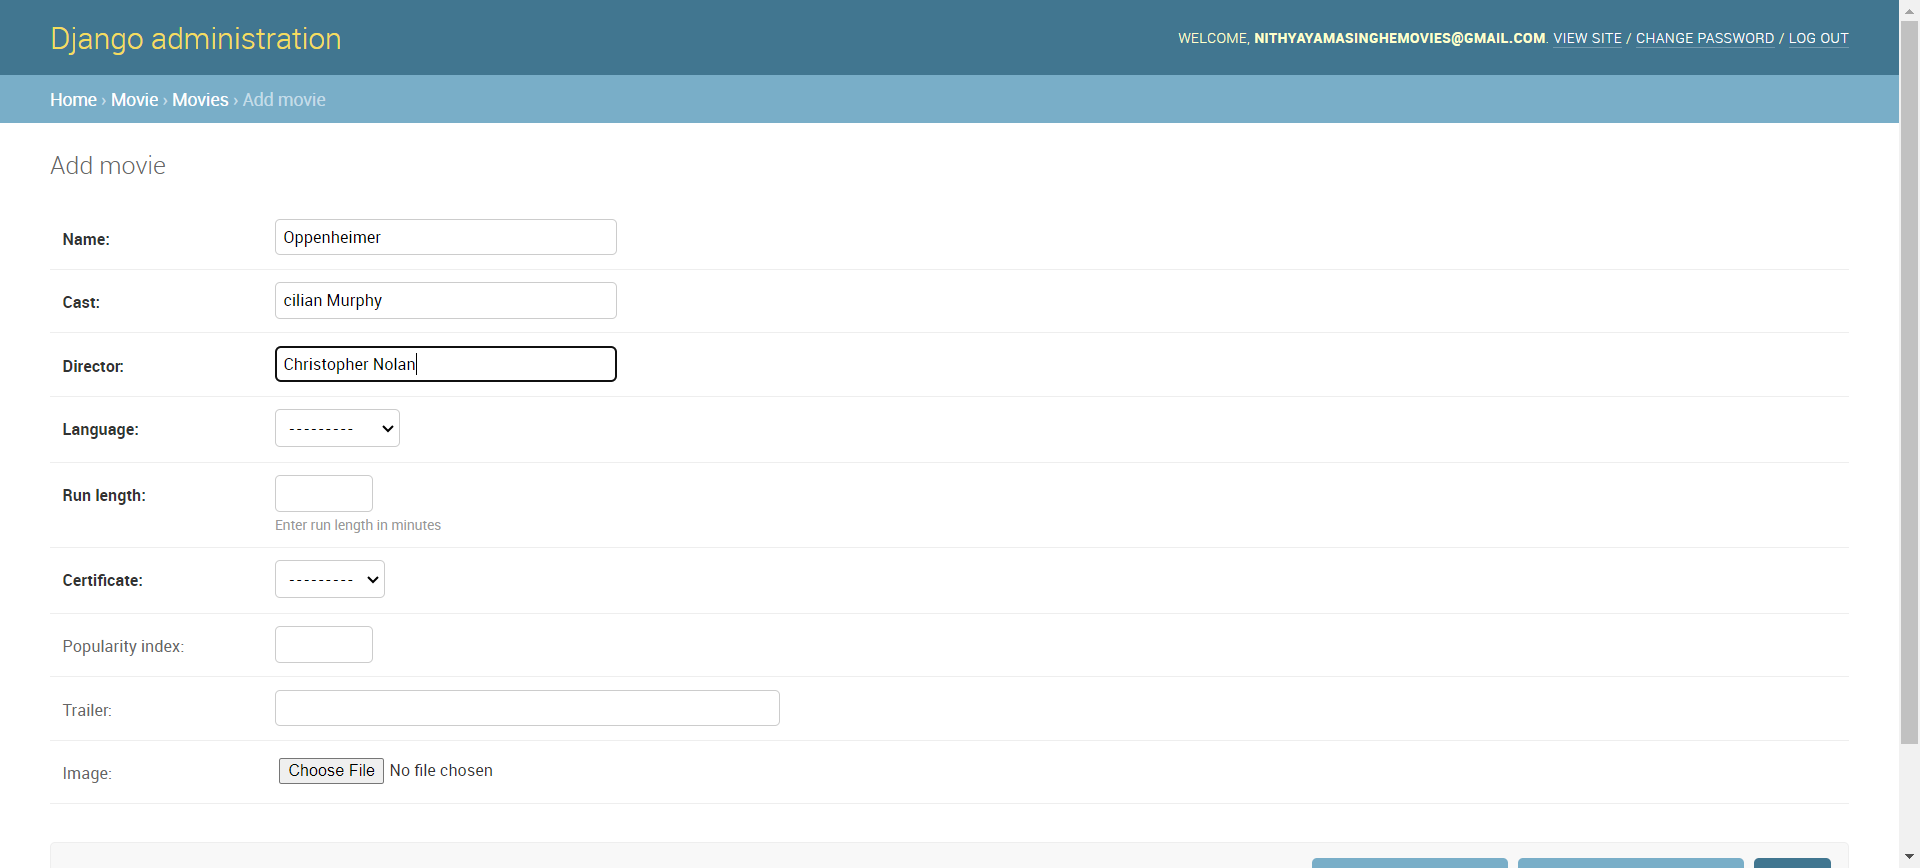 Django administration
WELCOME, NITHYAYAMASINGHEMOVIES@GMAIL.COM. VIEW SITE / CHANGE PASSWORD / LOG OUT
Home › Movie › Movies › Add movie
Add movie
Name: Oppenheimer
Cast: cilian Murphy
Director: Christopher Nolan
Language: ---------
Run length:
Enter run length in minutes
Certificate: ---------
Popularity index:
Trailer:
Image: Choose File No file chosen